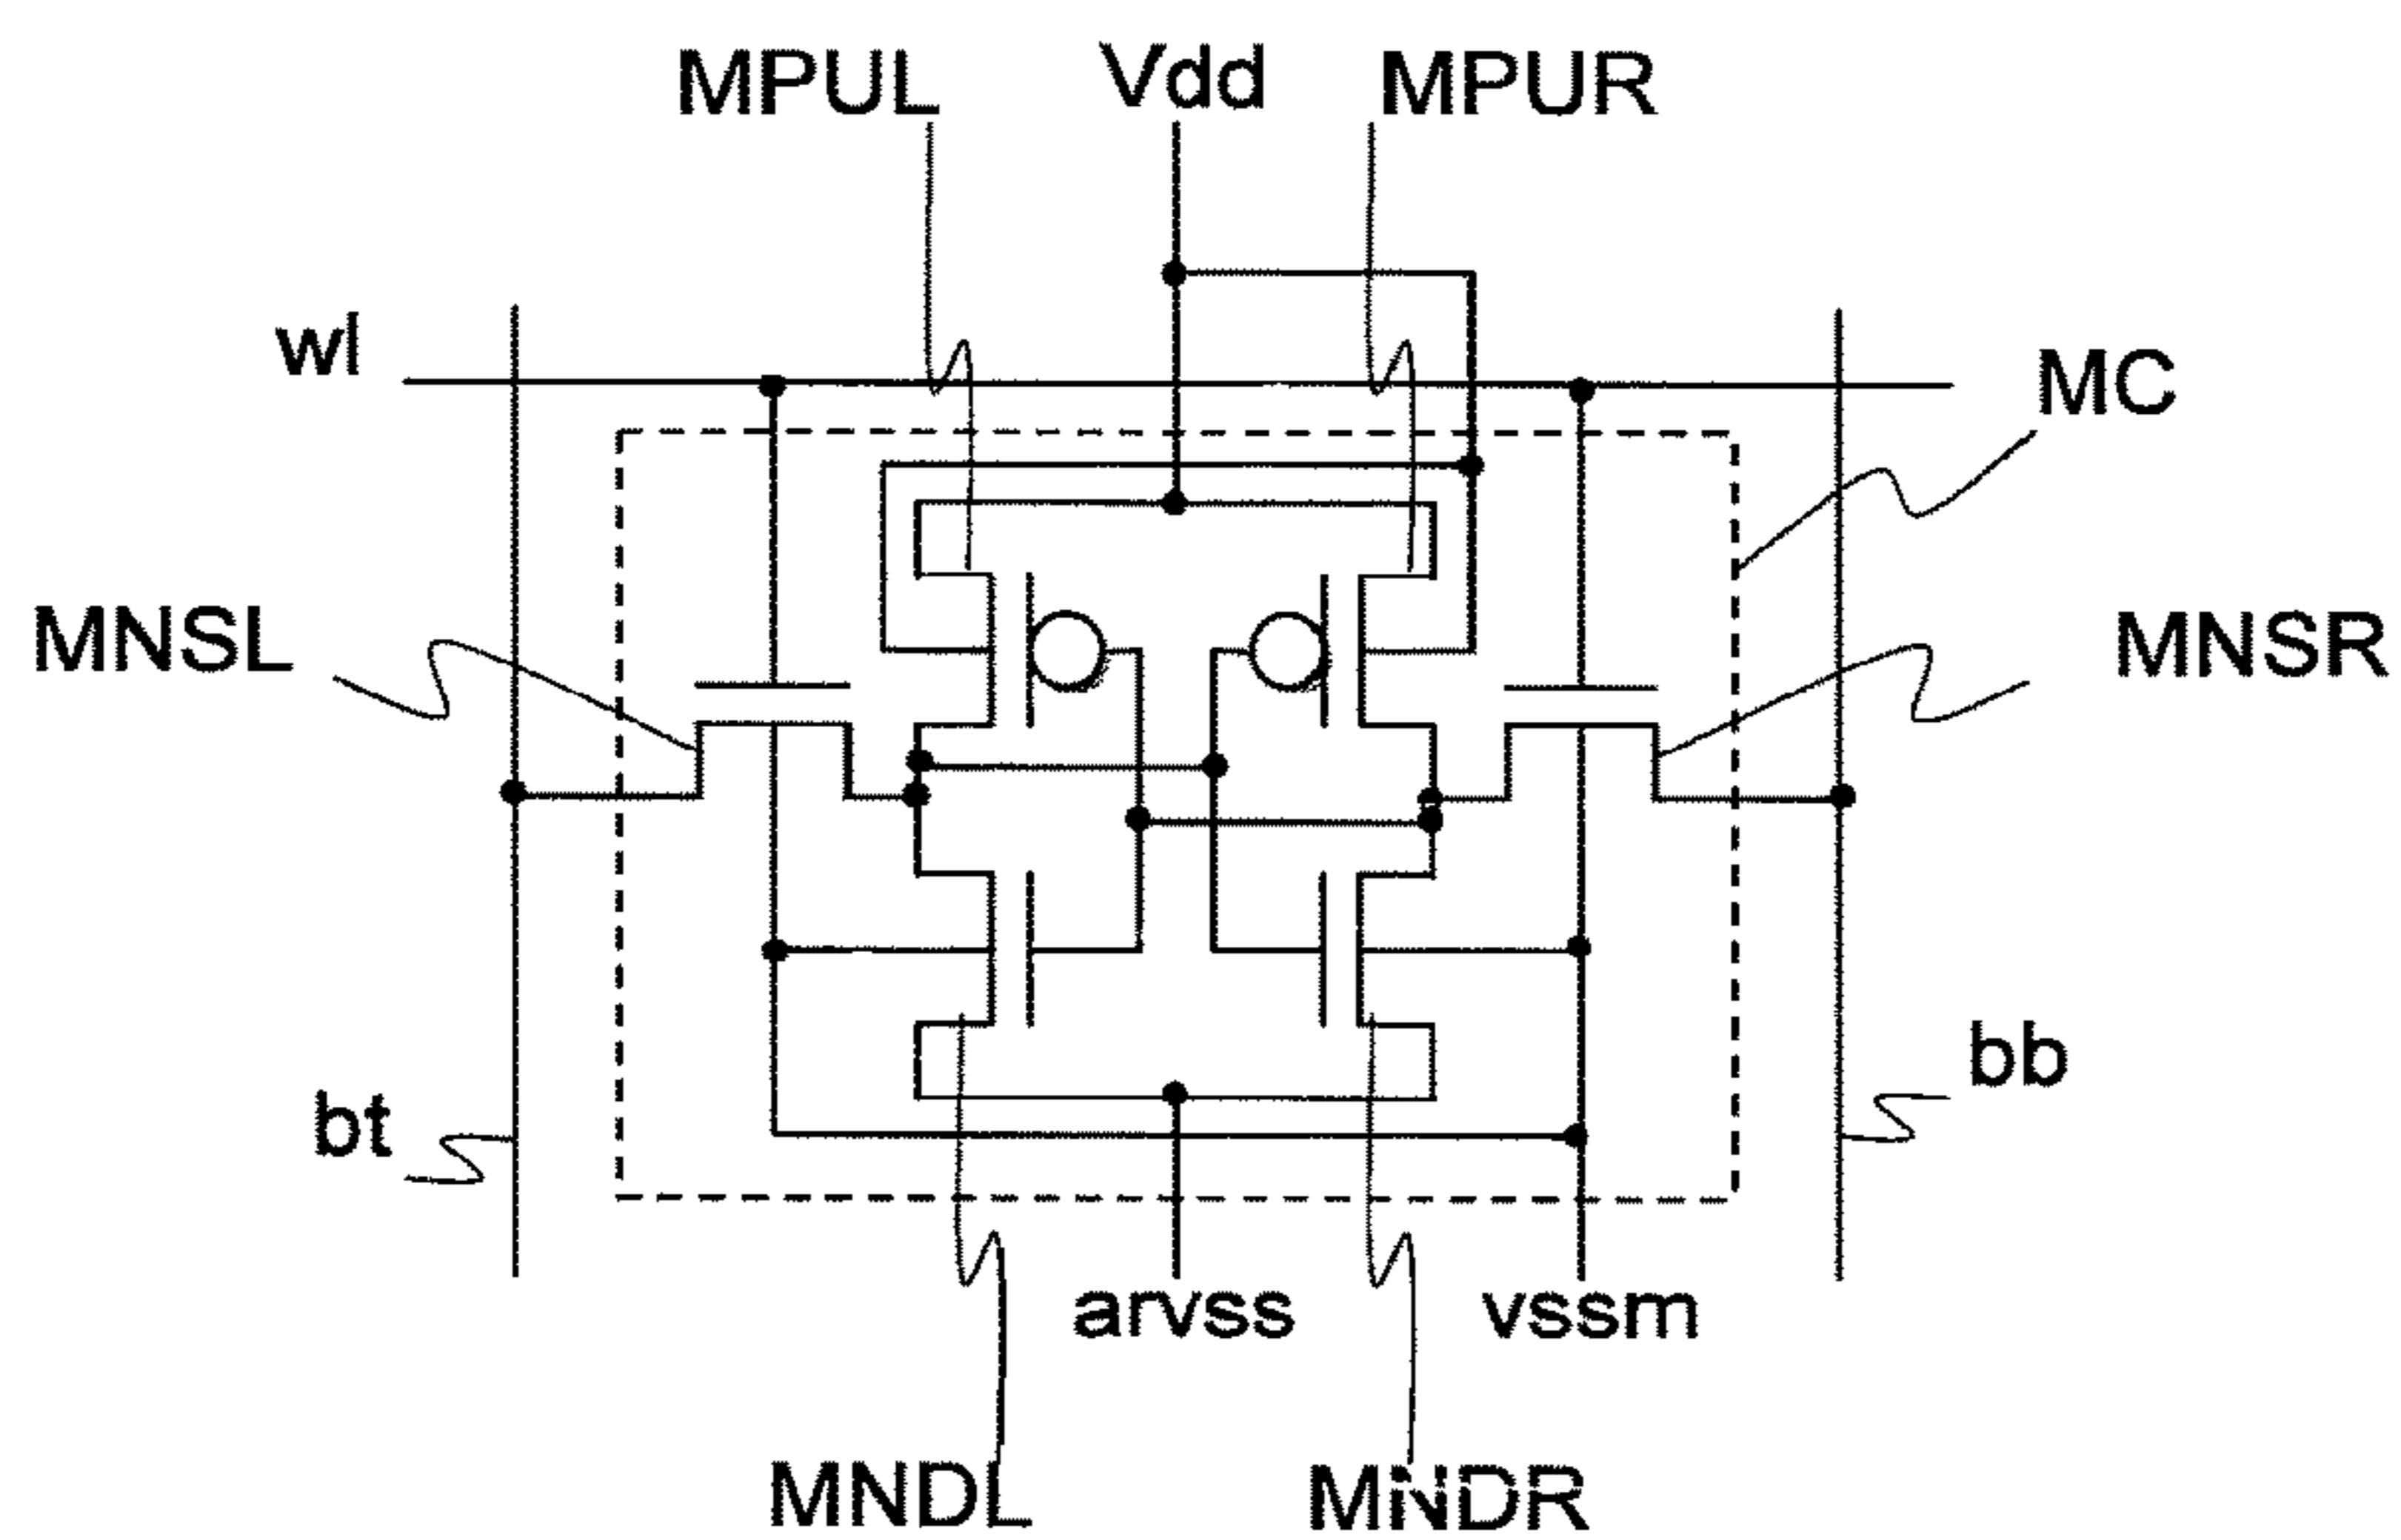 MPUL Vdd MPUR
wl
MC
MNSL MNSR
bb
bt
arvss vssm
MNDL MNDR